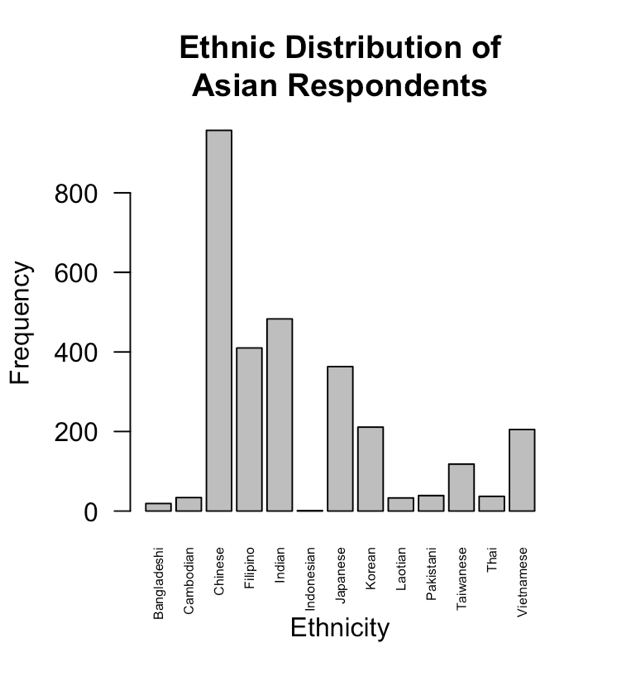 Ethnic Distribution of
Asian Respondents
Frequency
800
600
400
200
0
Bangladeshi
Cambodian
Chinese
Filipino
Indian
Indonesian
Japanese
Korean
Laotian
Pakistani
Taiwanese
Thai
Vietnamese
Ethnicity